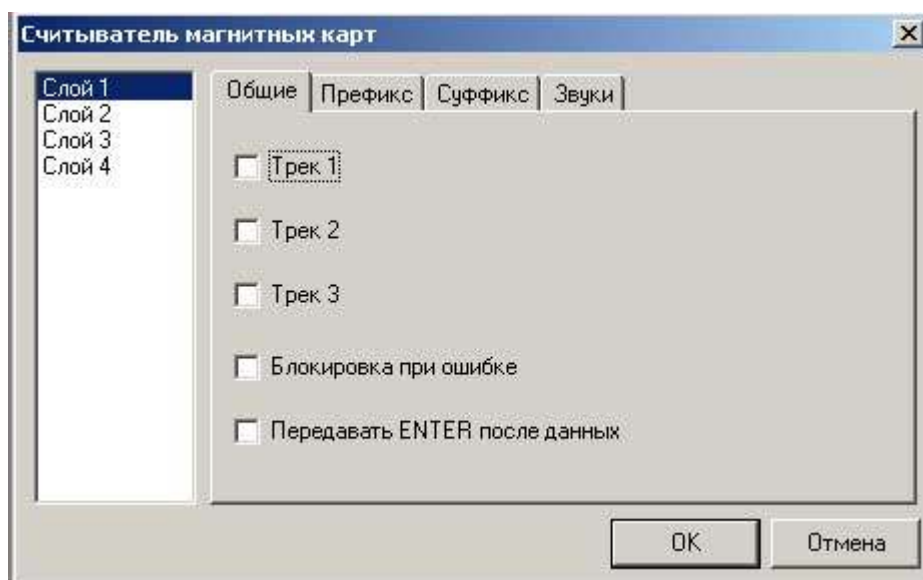 Считыватель магнитных карт
Слой 1
Слой 2
Слой 3
Слой 4
Общие Префикс Суффикс Звуки
Трек 1
Трек 2
Трек 3
Блокировка при ошибке
Передавать ENTER после данных
OK Отмена